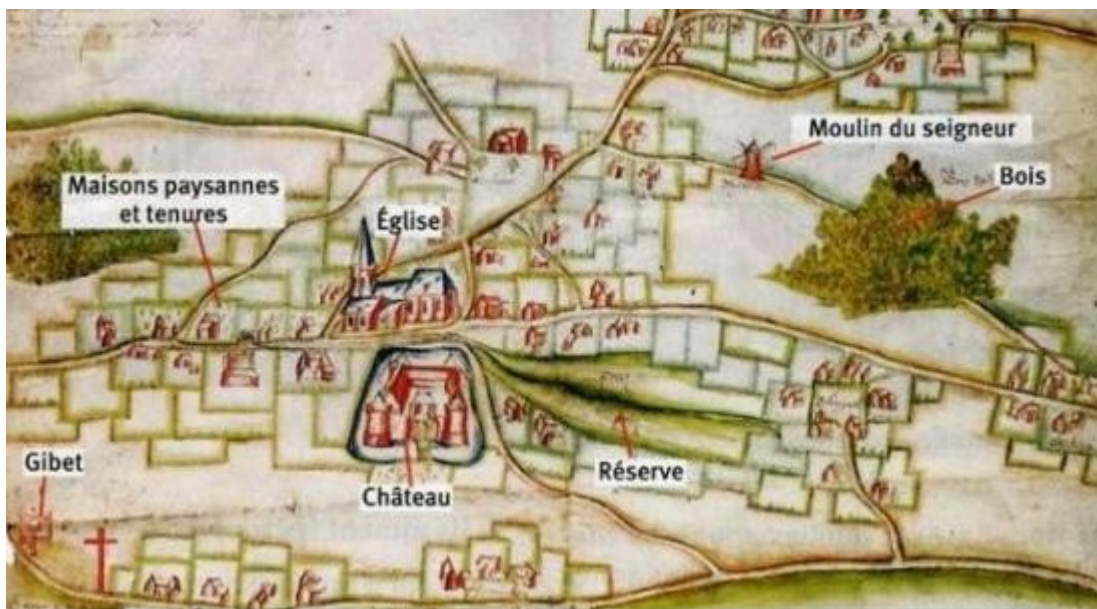 Moulin du seigneur
Bois
Maisons paysannes
et tenures
Église
Gibet
Réserve
Château